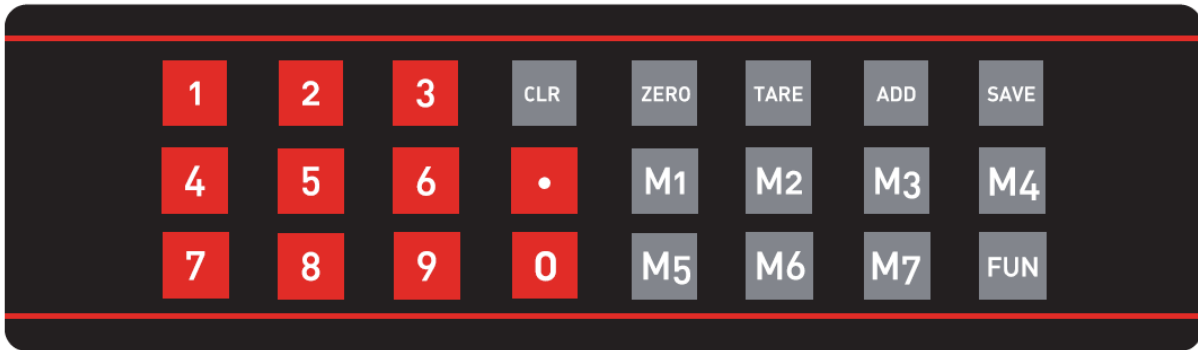 1 2 3 CLR ZERO TARE ADD SAVE
4 5 6 • M1 M2 M3 M4
7 8 9 0 M5 M6 M7 FUN